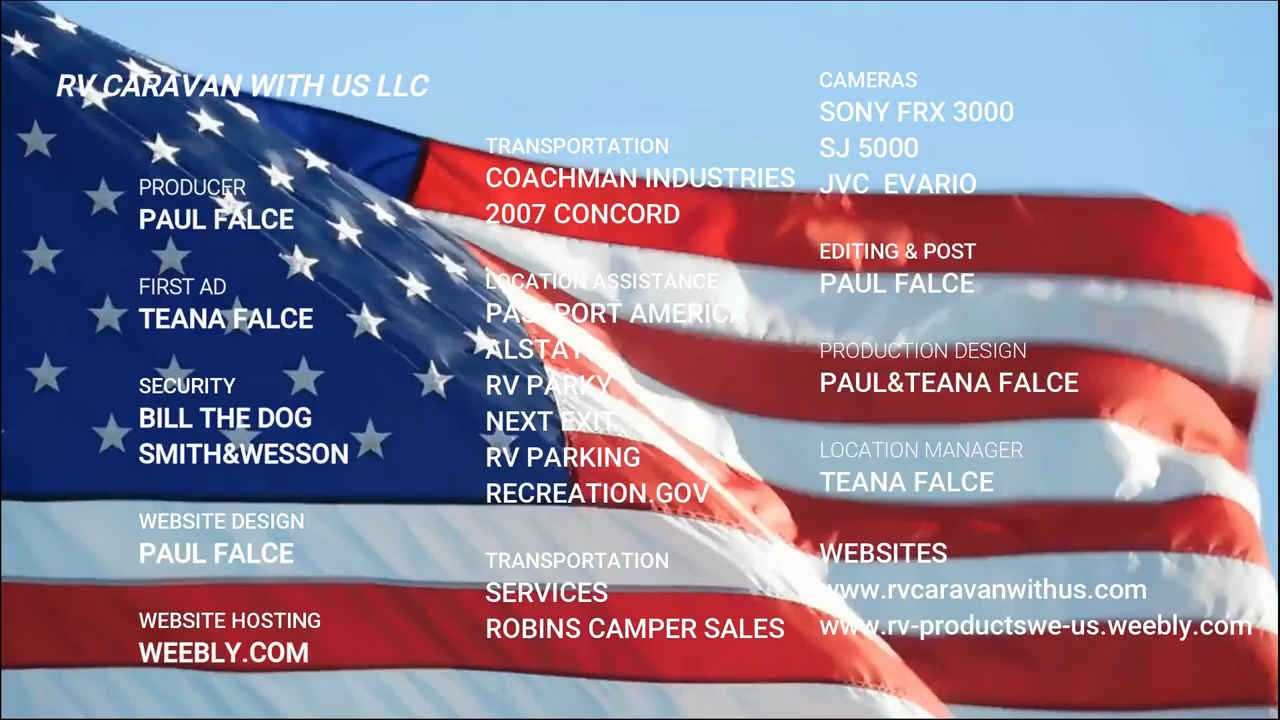 RV CARAVAN WITH US LLC
PRODUCER
PAUL FALCE
FIRST AD
TEANA FALCE
SECURITY
BILL THE DOG
SMITH&WESSON
WEBSITE DESIGN
PAUL FALCE
WEBSITE HOSTING
WEEBLY.COM
TRANSPORTATION
COACHMAN INDUSTRIES
2007 CONCORD
LOCATION ASSISTANCE
PASSPORT AMERICA
ALSTAYS
RV PARKY
NEXT EXIT
RV PARKING
RECREATION.GOV
TRANSPORTATION
SERVICES
ROBINS CAMPER SALES
CAMERAS
SONY FRX 3000
SJ 5000
JVC EVARIO
EDITING & POST
PAUL FALCE
PRODUCTION DESIGN
PAUL&TEANA FALCE
LOCATION MANAGER
TEANA FALCE
WEBSITES
www.rvcaravanwithus.com
www.rv-productswe-us.weebly.com